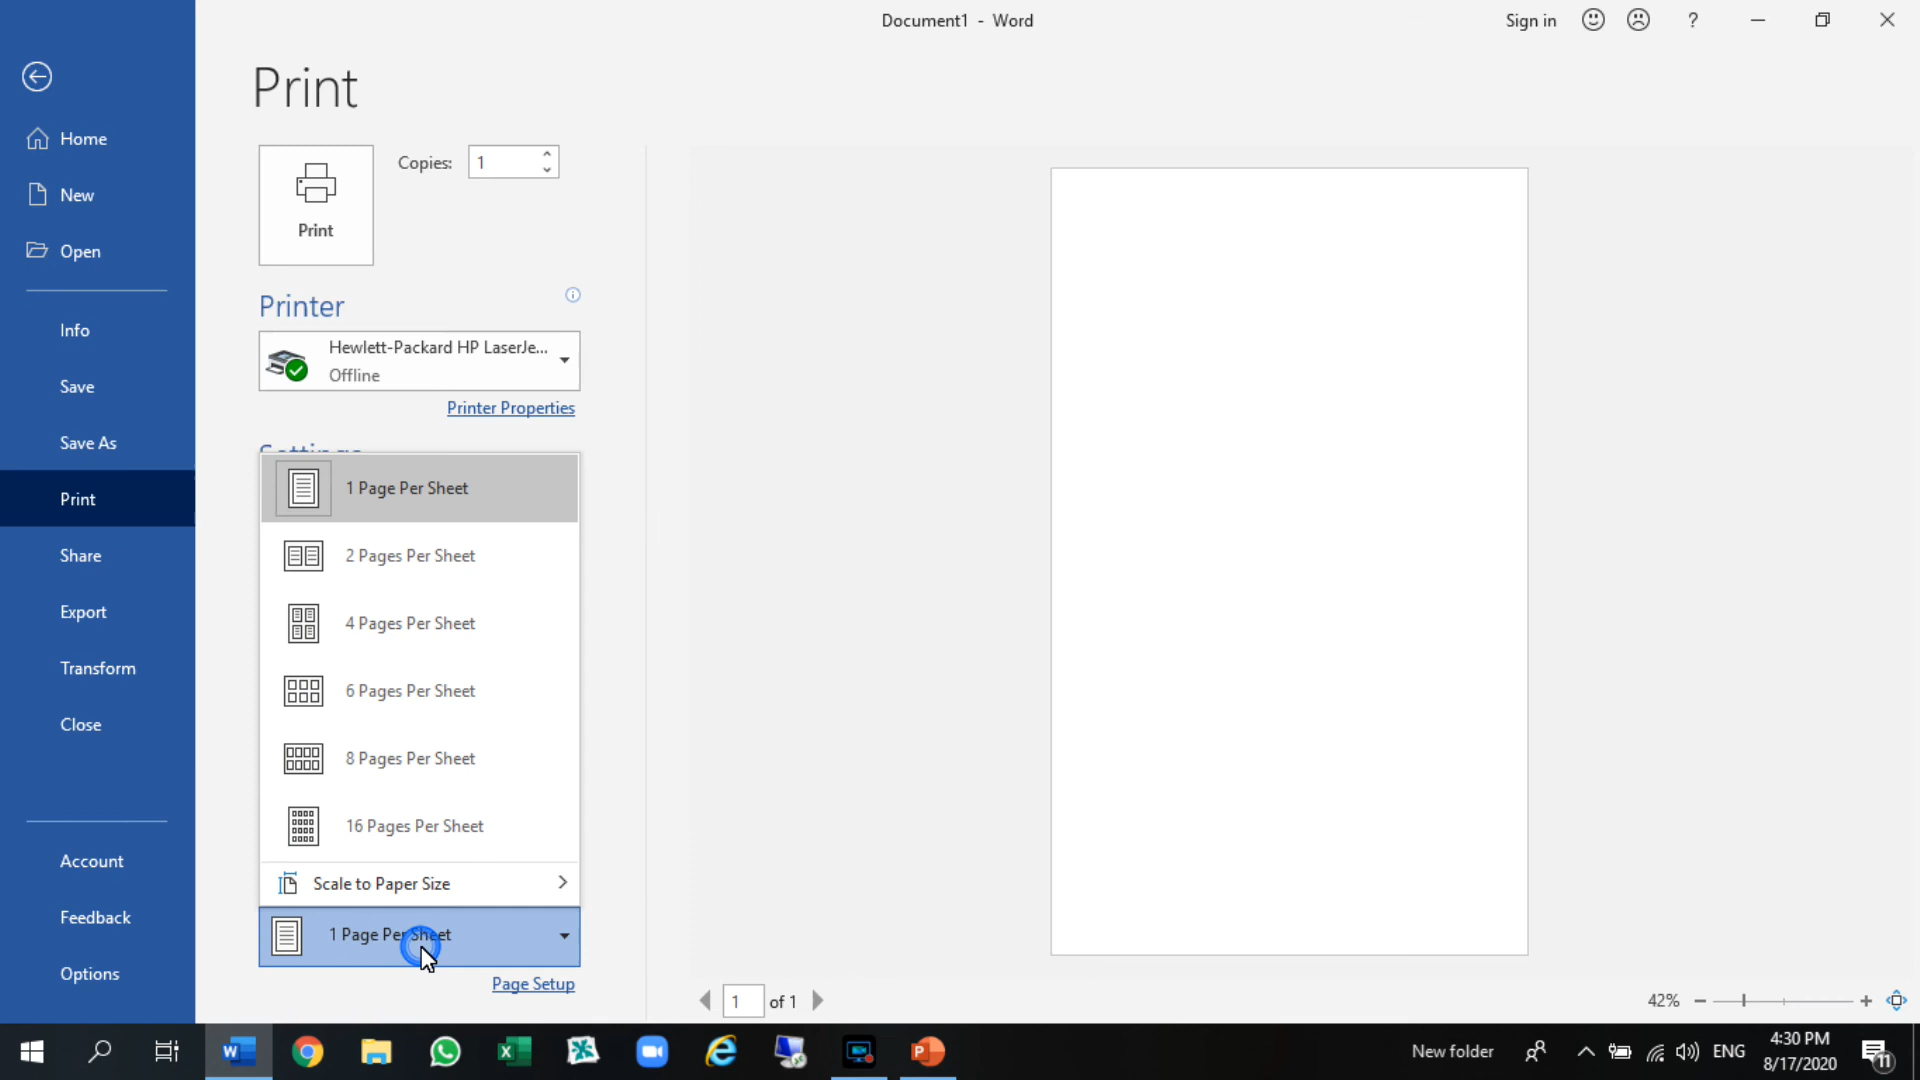 Document1 - Word
Sign in
?
Print
Home
New
Open
Info
Save
Save As
Print
Share
Export
Transform
Close
Account
Feedback
Options
Print
Copies:
1
Printer
Hewlett-Packard HP LaserJe...
Offline
Printer Properties
Settings
1 Page Per Sheet
2 Pages Per Sheet
4 Pages Per Sheet
6 Pages Per Sheet
8 Pages Per Sheet
16 Pages Per Sheet
Scale to Paper Size
1 Page Per Sheet
Page Setup
1 of 1
42%
New folder
ENG
4:30 PM
8/17/2020
11